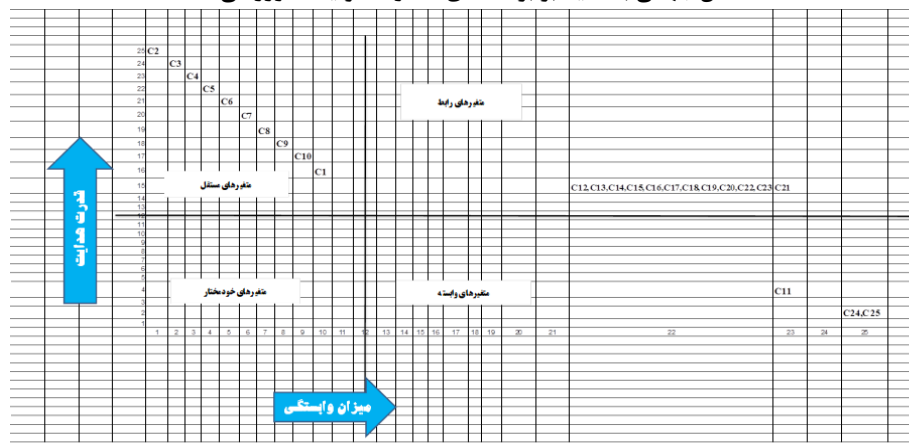 25 C2
24 C3
23 C4
22 C5
متغیرهای رابط
21 C6
20 C7
19 C8
18 C9
17 C10
16 C1
متغیرهای مستقل
15 C12,C13,C14,C15,C16,C17,C18,C19,C20,C22,C23 C21
14
13
12
11
10
9
8
7
6
5
متغیرهای خودمختار
متغیرهای وابسته
4 C11
3
2 C24,C25
1
1 2 3 4 5 6 7 8 9 10 11 12 13 14 15 16 17 18 19 20 21 22 23 24 25
قدرت هدایت
میزان وابستگی